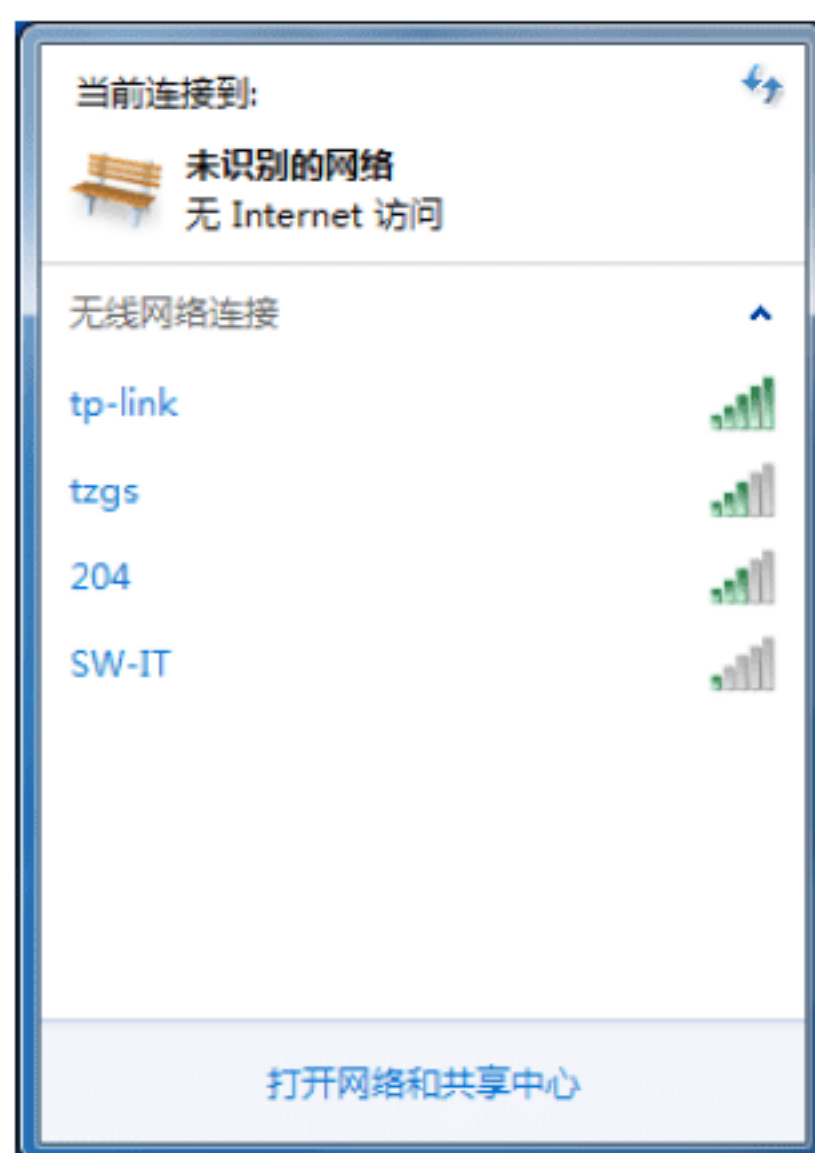 当前连接到:
未识别的网络
无 Internet 访问
无线网络连接
tp-link
tzgs
204
SW-IT
打开网络和共享中心